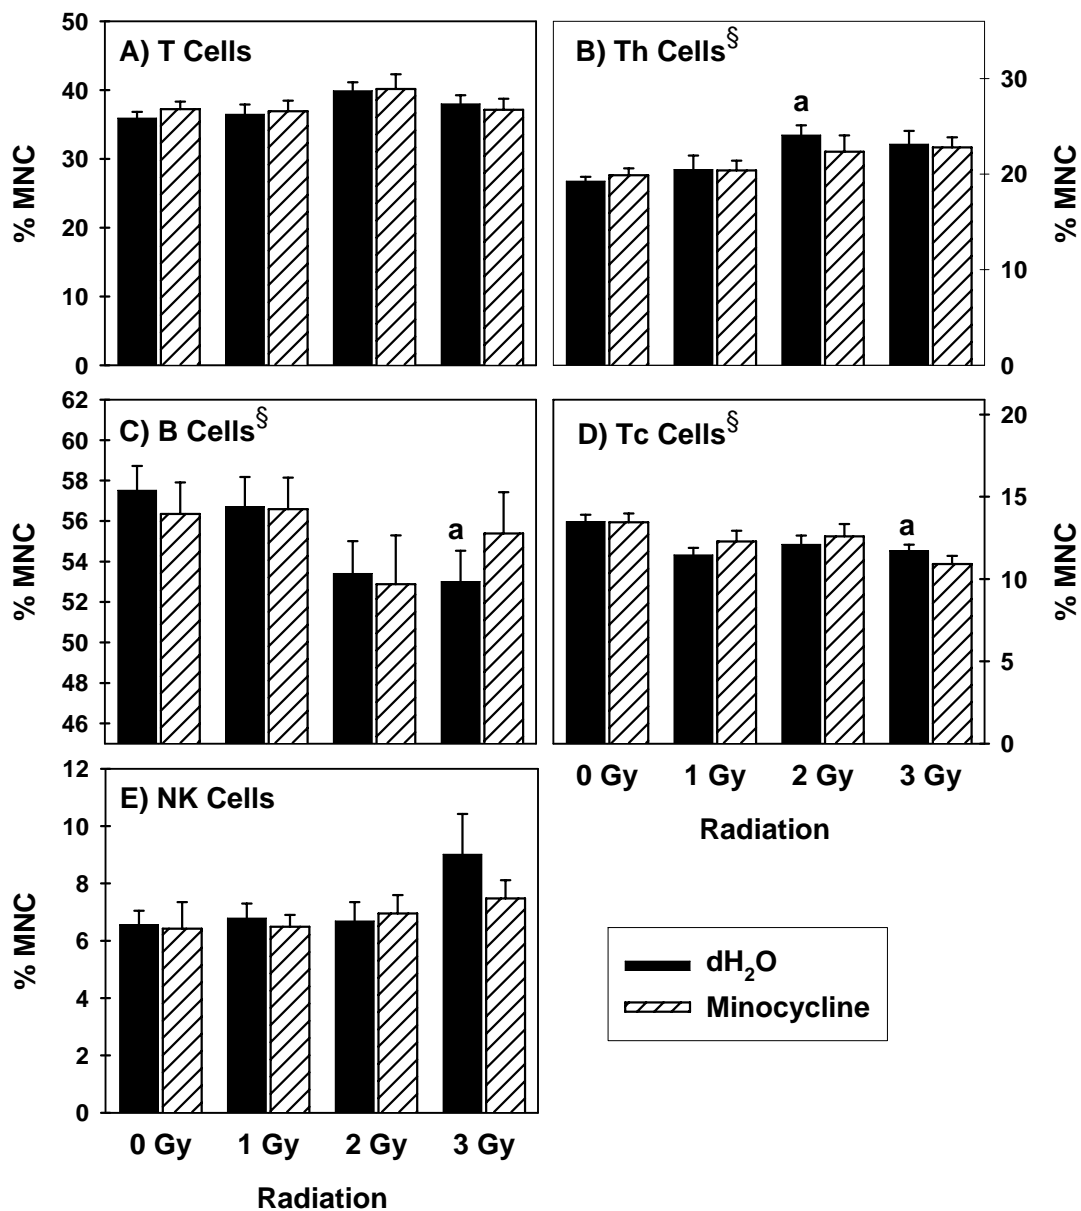 A) T Cells
% MNC
50
40
30
20
10
0
B) Th Cells§
a
30
20
10
0
% MNC
C) B Cells§
a
% MNC
62
60
58
56
54
52
50
48
46
D) Tc Cells§
a
20
15
10
5
0
% MNC
0 Gy 1 Gy 2 Gy 3 Gy
Radiation
E) NK Cells
% MNC
12
10
8
6
4
2
0
0 Gy 1 Gy 2 Gy 3 Gy
Radiation
dH₂O
Minocycline